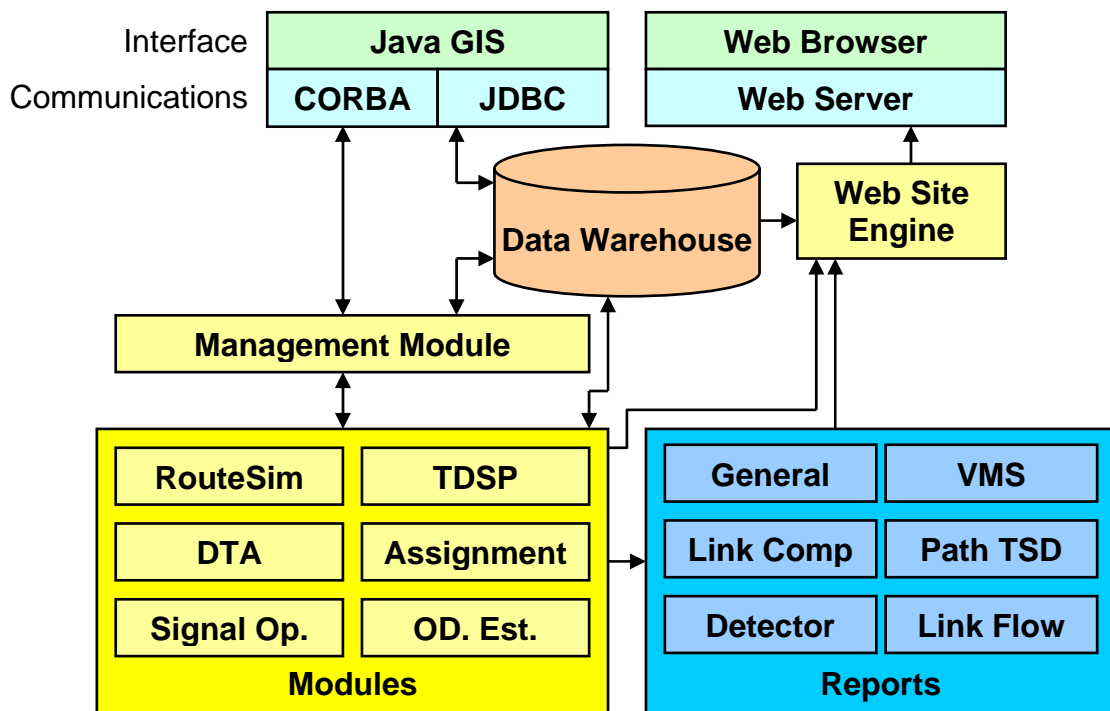 Interface
Java GIS
Web Browser
Communications
CORBA
JDBC
Web Server
Web Site
Engine
Data Warehouse
Management Module
RouteSim
TDSP
DTA
Assignment
Signal Op.
OD. Est.
Modules
General
VMS
Link Comp
Path TSD
Detector
Link Flow
Reports